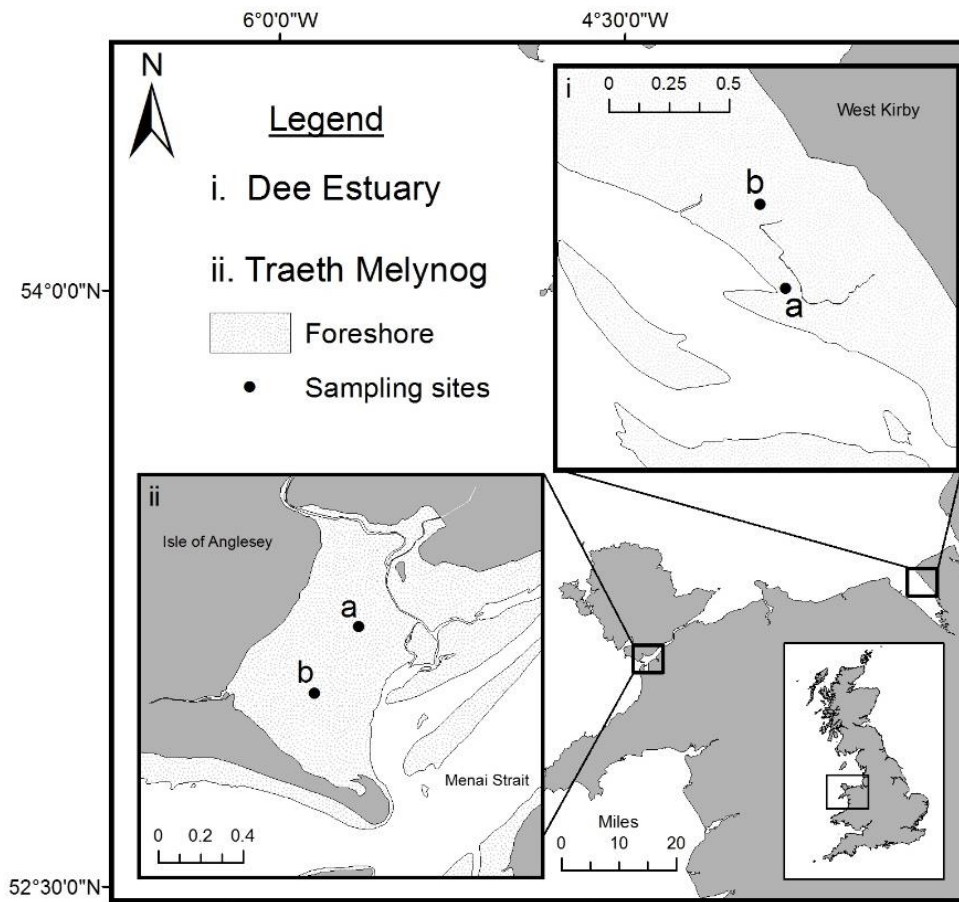 6°0'0"W
4°30'0"W
54°0'0"N
52°30'0"N
N
Legend
i. Dee Estuary
ii. Traeth Melynog
Foreshore
Sampling sites
i
0 0.25 0.5
West Kirby
b
a
ii
Isle of Anglesey
a
b
Menai Strait
0 0.2 0.4
Miles
0 10 20